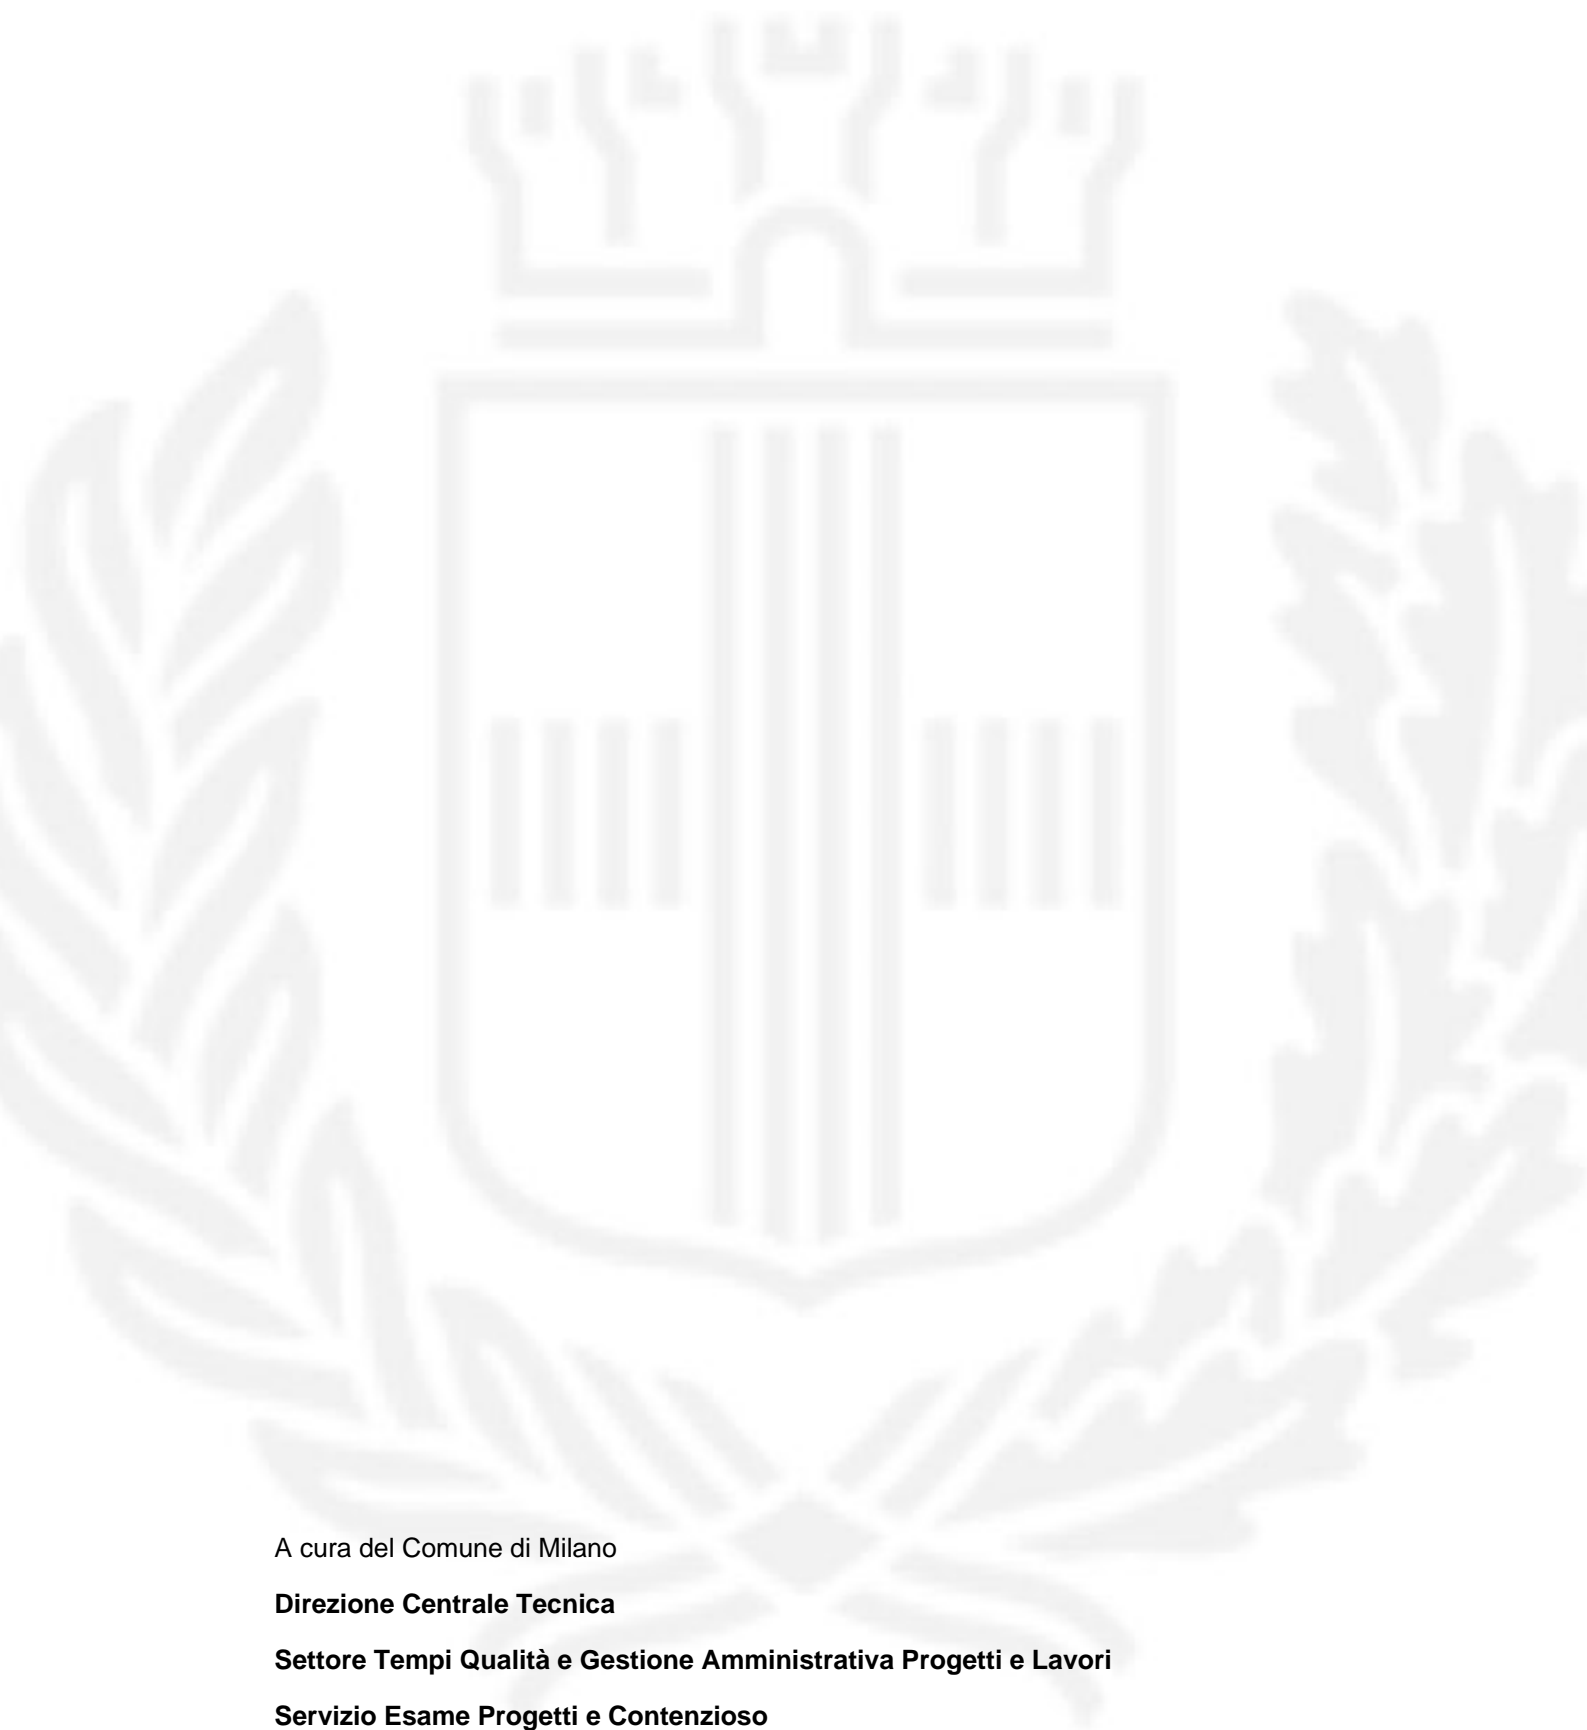 A cura del Comune di Milano
Direzione Centrale Tecnica
Settore Tempi Qualità e Gestione Amministrativa Progetti e Lavori
Servizio Esame Progetti e Contenzioso